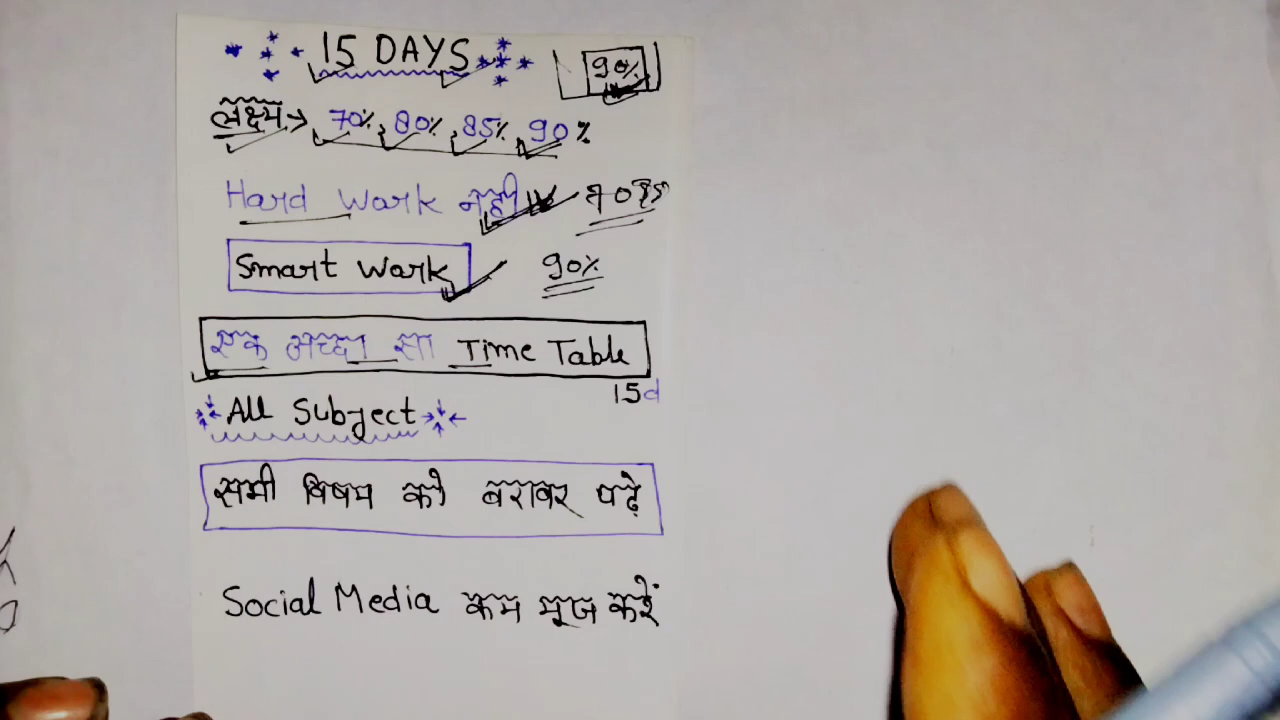 15 DAYS 90%
लक्ष्य → 70%, 80%, 85%, 90%
Hard Work नही
Smart Work 90%
एक अच्छा सा Time Table
15d
All Subject
सभी विषय को बराबर पढ़े
Social Media कम यूज करें